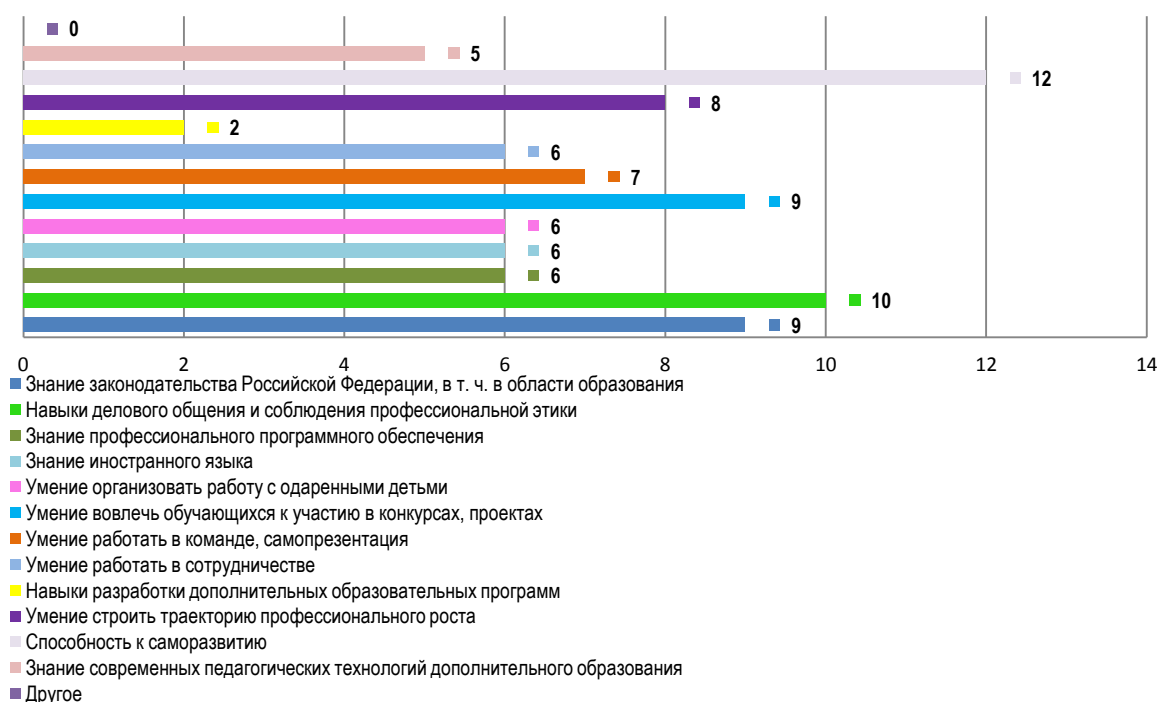 0
5
12
8
2
6
7
9
6
6
6
10
9
0 2 4 6 8 10 12 14
Знание законодательства Российской Федерации, в т. ч. в области образования
Навыки делового общения и соблюдения профессиональной этики
Знание профессионального программного обеспечения
Знание иностранного языка
Умение организовать работу с одаренными детьми
Умение вовлечь обучающихся к участию в конкурсах, проектах
Умение работать в команде, самопрезентация
Умение работать в сотрудничестве
Навыки разработки дополнительных образовательных программ
Умение строить траекторию профессионального роста
Способность к саморазвитию
Знание современных педагогических технологий дополнительного образования
Другое